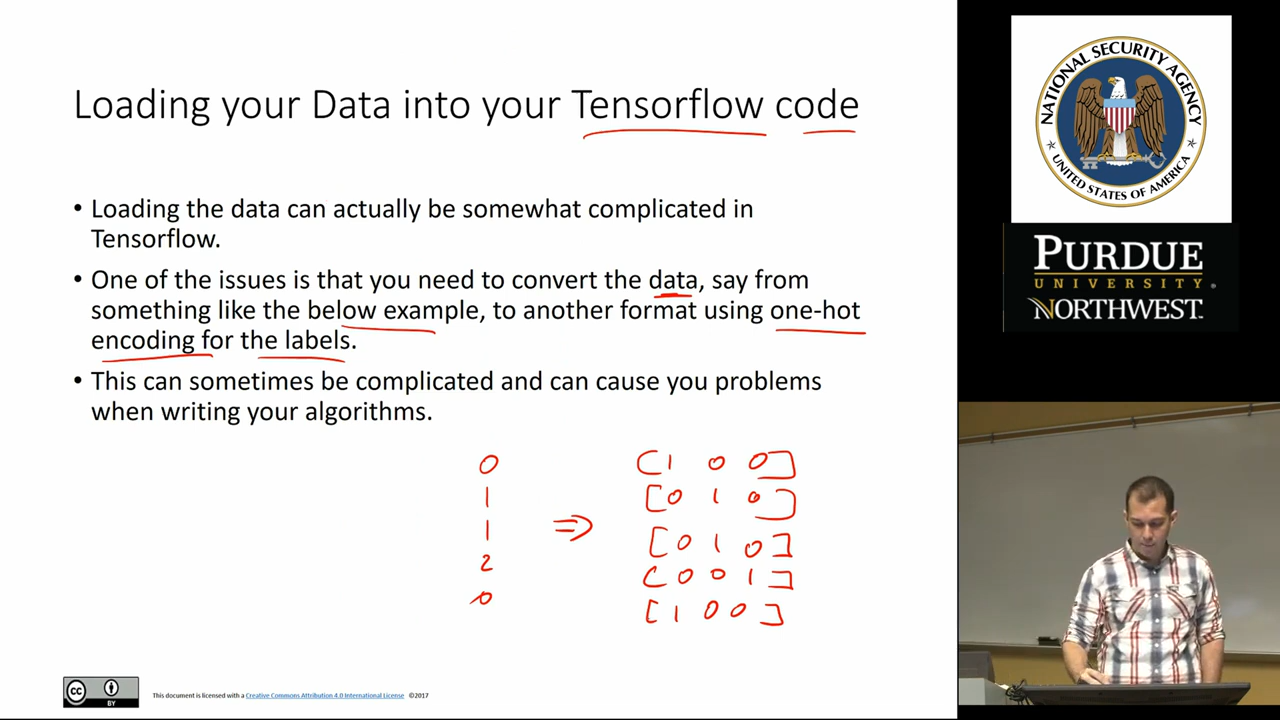 Loading your Data into your Tensorflow code
• Loading the data can actually be somewhat complicated in
Tensorflow.
• One of the issues is that you need to convert the data, say from
something like the below example, to another format using one-hot
encoding for the labels.
• This can sometimes be complicated and can cause you problems
when writing your algorithms.
0
1
1
2
0
⇒
[1 0 0]
[0 1 0]
[0 1 0]
[0 0 1]
[1 0 0]
cc
BY
This document is licensed with a Creative Commons Attribution 4.0 International License ©2017
NATIONAL SECURITY AGENCY
UNITED STATES OF AMERICA
PURDUE
UNIVERSITY
NORTHWEST